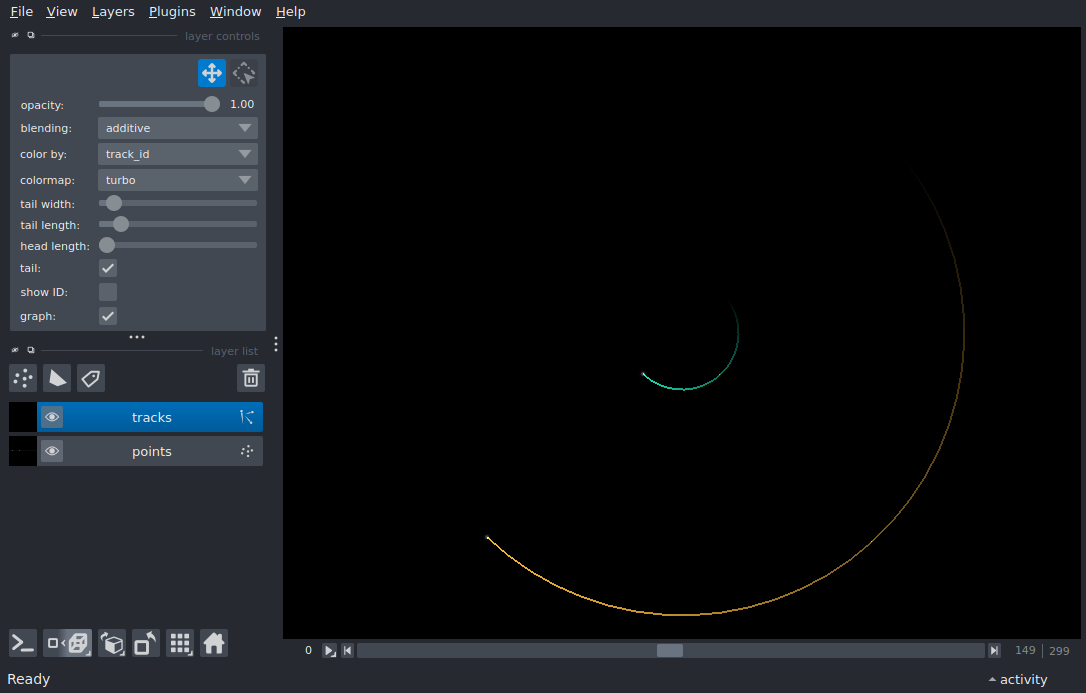 File View Layers Plugins Window Help
layer controls
opacity: 1.00
blending: additive
color by: track_id
colormap: turbo
tail width:
tail length:
head length:
tail:
show ID:
graph:
layer list
tracks
points
0 149 299
Ready activity